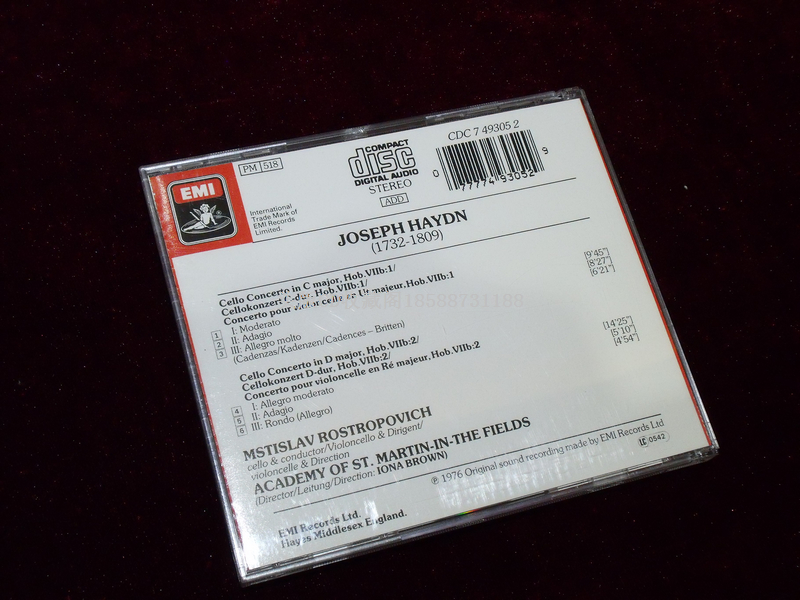 PM 518
EMI
International
Trade Mark of
EMI Records
Limited.
COMPACT
disc
DIGITAL AUDIO
STEREO
ADD
CDC 7 49305 2
0 77774 93052 9
JOSEPH HAYDN
(1732-1809)
Cello Concerto in C major, Hob.VIIb:1/
Cellokonzert C-dur, Hob.VIIb:1/
Concerto pour violoncelle en Ut majeur, Hob.VIIb:1
1 I: Moderato [9'45"]
2 II: Adagio [8'27"]
3 III: Allegro molto [6'21"]
(Cadenzas/Kadenzen/Cadences – Britten)
Cello Concerto in D major, Hob.VIIb:2/
Cellokonzert D-dur, Hob.VIIb:2/
Concerto pour violoncelle en Ré majeur, Hob.VIIb:2
4 I: Allegro moderato [14'25"]
5 II: Adagio [5'10"]
6 III: Rondo (Allegro) [4'54"]
MSTISLAV ROSTROPOVICH
cello & conductor/Violoncello & Dirigent/
violoncelle & Direction
ACADEMY OF ST. MARTIN-IN-THE FIELDS
(Director/Leitung/Direction: IONA BROWN)
℗ 1976 Original sound recording made by EMI Records Ltd
LC 0542
EMI Records Ltd.
Hayes Middlesex England.
18588731188